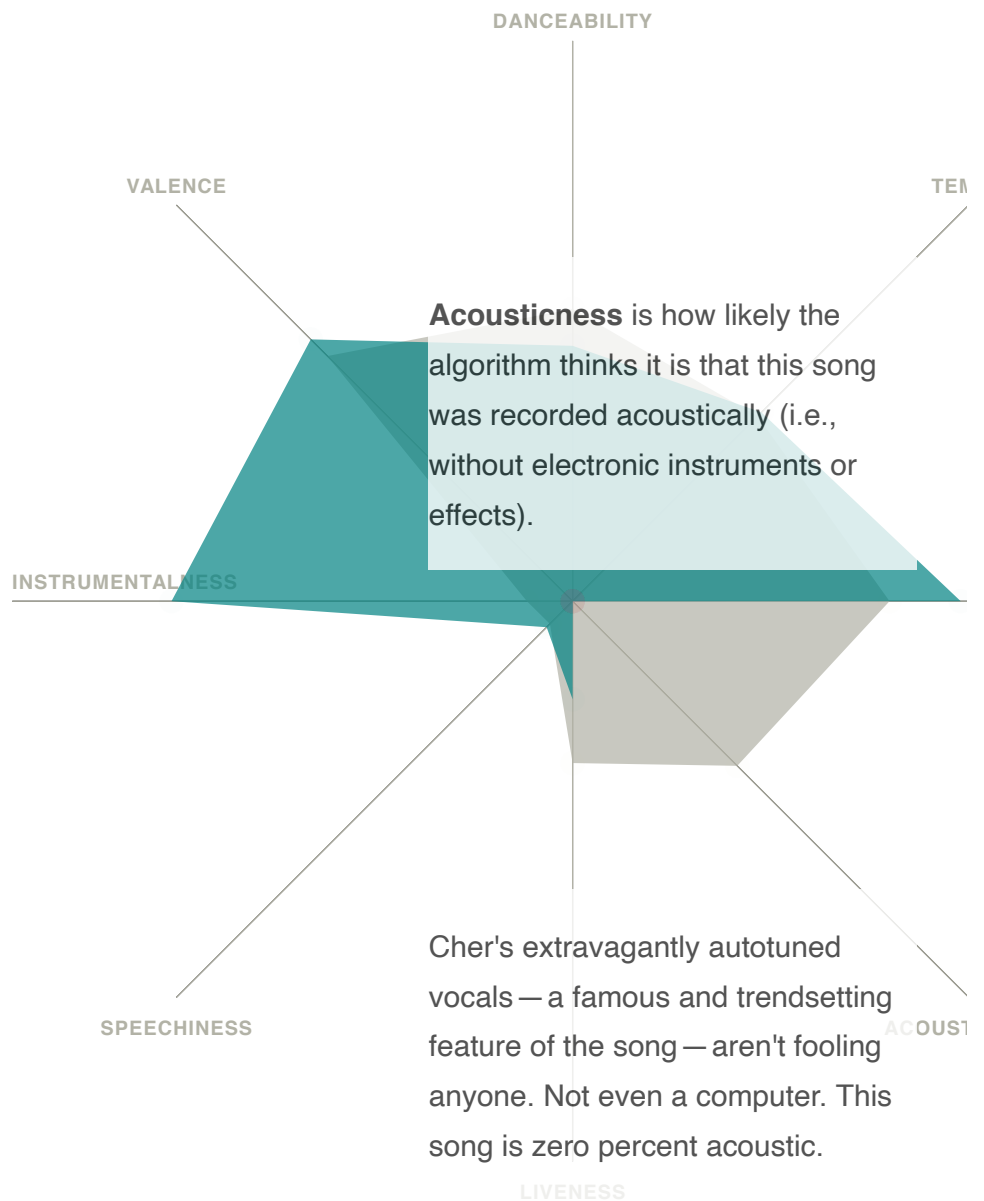 DANCEABILITY
VALENCE
TEM
Acousticness is how likely the
algorithm thinks it is that this song
was recorded acoustically (i.e.,
without electronic instruments or
effects).
INSTRUMENTALNESS
Cher's extravagantly autotuned
vocals — a famous and trendsetting
SPEECHINESS
ACOUST
feature of the song — aren't fooling
anyone. Not even a computer. This
song is zero percent acoustic.
LIVENESS